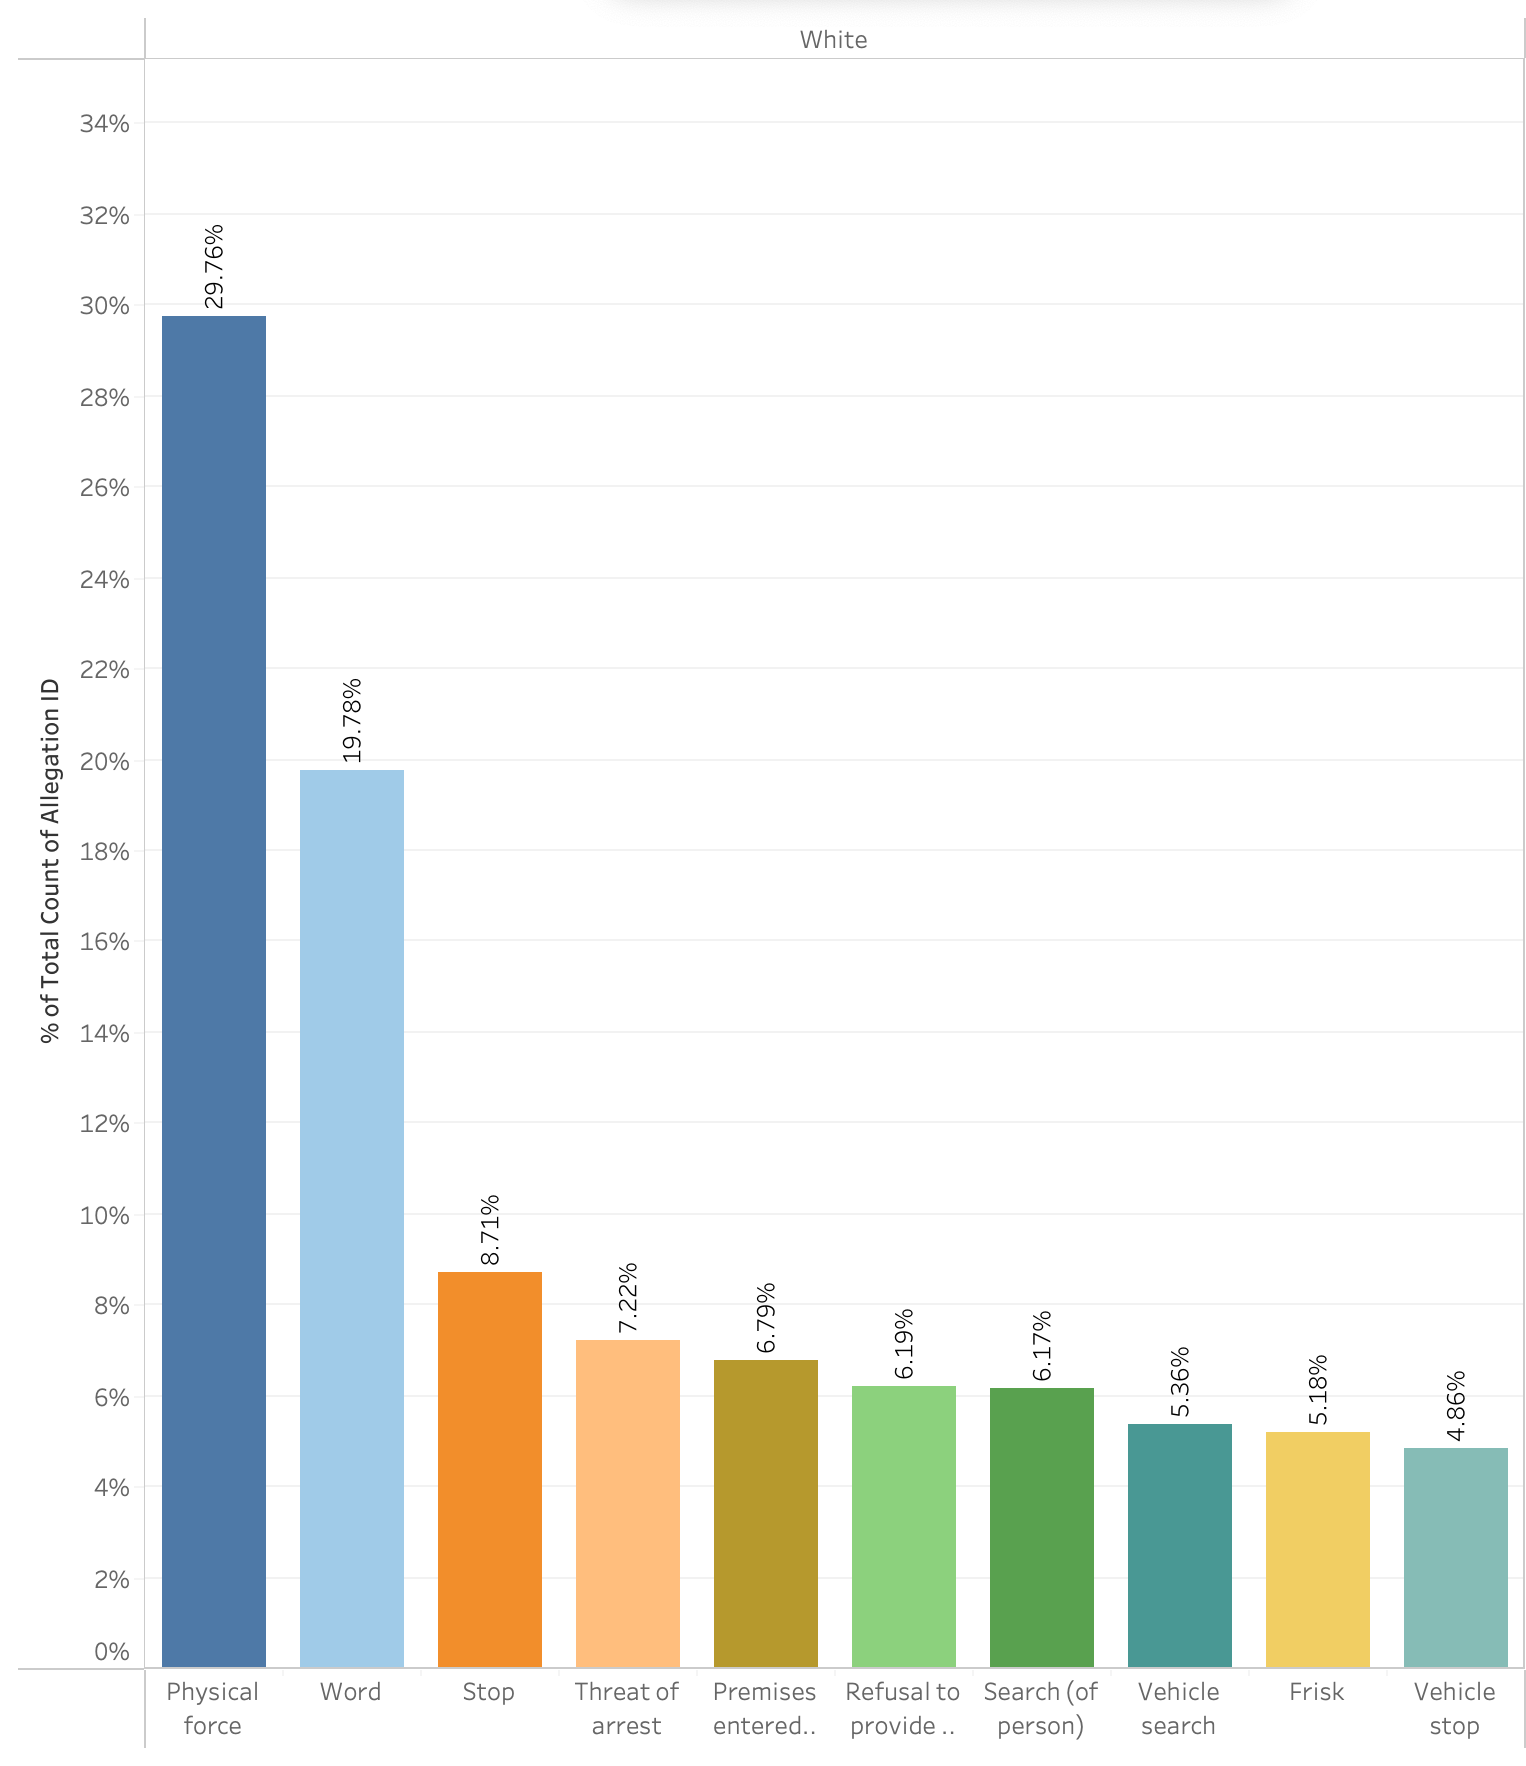 White
34%
32%
30%
28%
26%
24%
22%
20%
18%
16%
14%
12%
10%
8%
6%
4%
2%
0%
% of Total Count of Allegation ID
29.76%
19.78%
8.71%
7.22%
6.79%
6.19%
6.17%
5.36%
5.18%
4.86%
Physical
force
Word
Stop
Threat of
arrest
Premises
entered..
Refusal to
provide ..
Search (of
person)
Vehicle
search
Frisk
Vehicle
stop